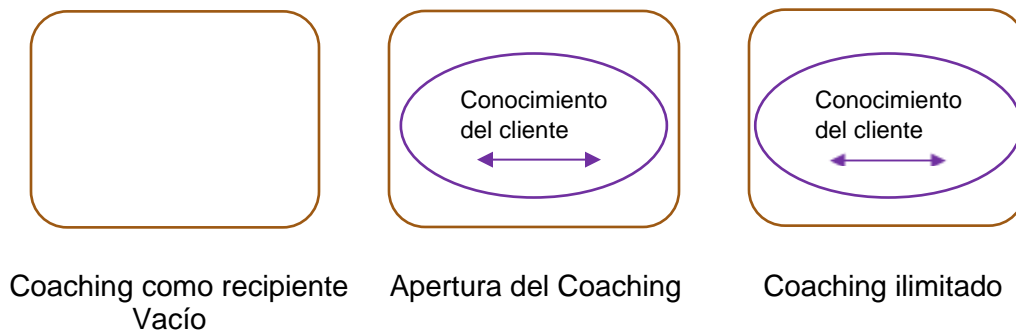 Conocimiento
del cliente
Conocimiento
del cliente
Coaching como recipiente
Vacío
Apertura del Coaching
Coaching ilimitado